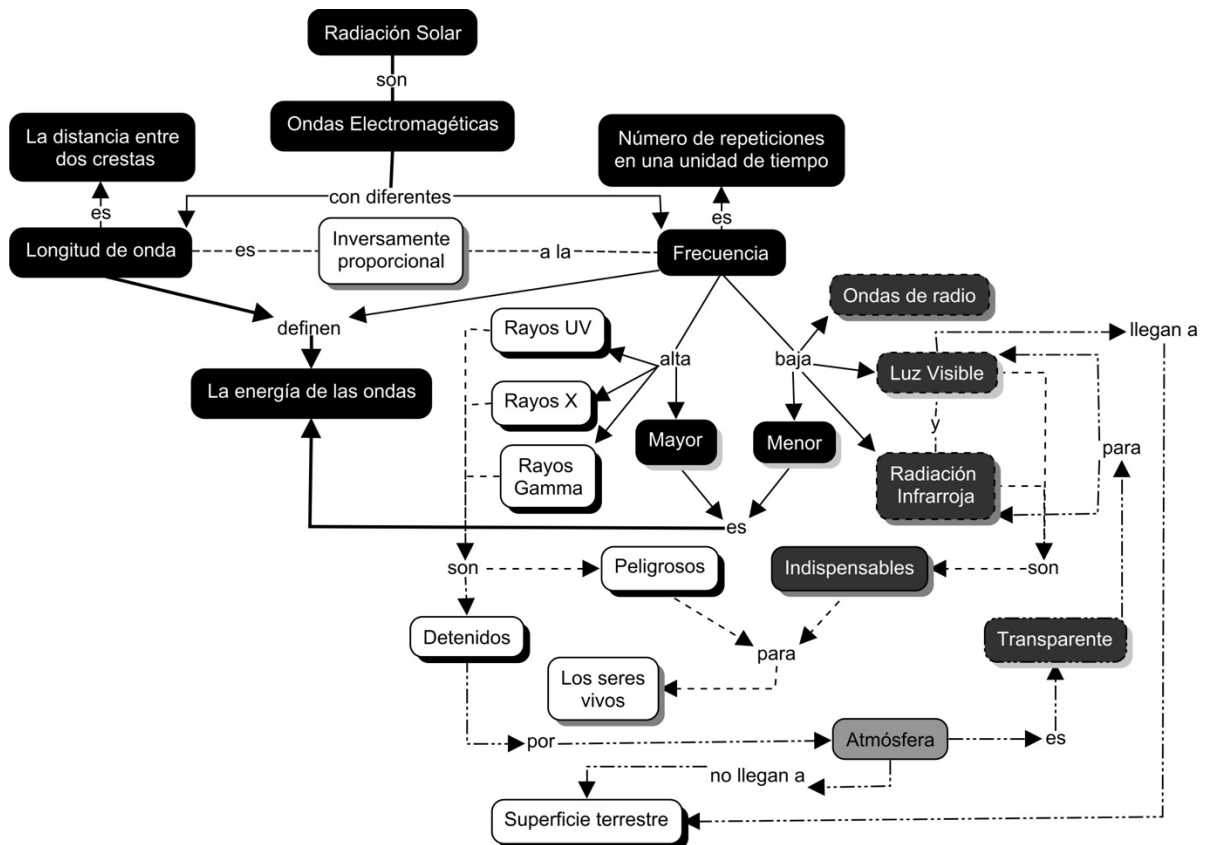 Radiación Solar
son
Ondas Electromagéticas
La distancia entre
dos crestas
Número de repeticiones
en una unidad de tiempo
con diferentes
es
es
Longitud de onda
es
Inversamente
proporcional
a la
Frecuencia
definen
La energía de las ondas
Rayos UV
Rayos X
Rayos
Gamma
alta
baja
Mayor
Menor
es
Ondas de radio
Luz Visible
y
Radiación
Infrarroja
llegan a
para
son
Peligrosos
Indispensables
son
Detenidos
para
Los seres
vivos
Transparente
por
Atmósfera
es
no llegan a
Superficie terrestre